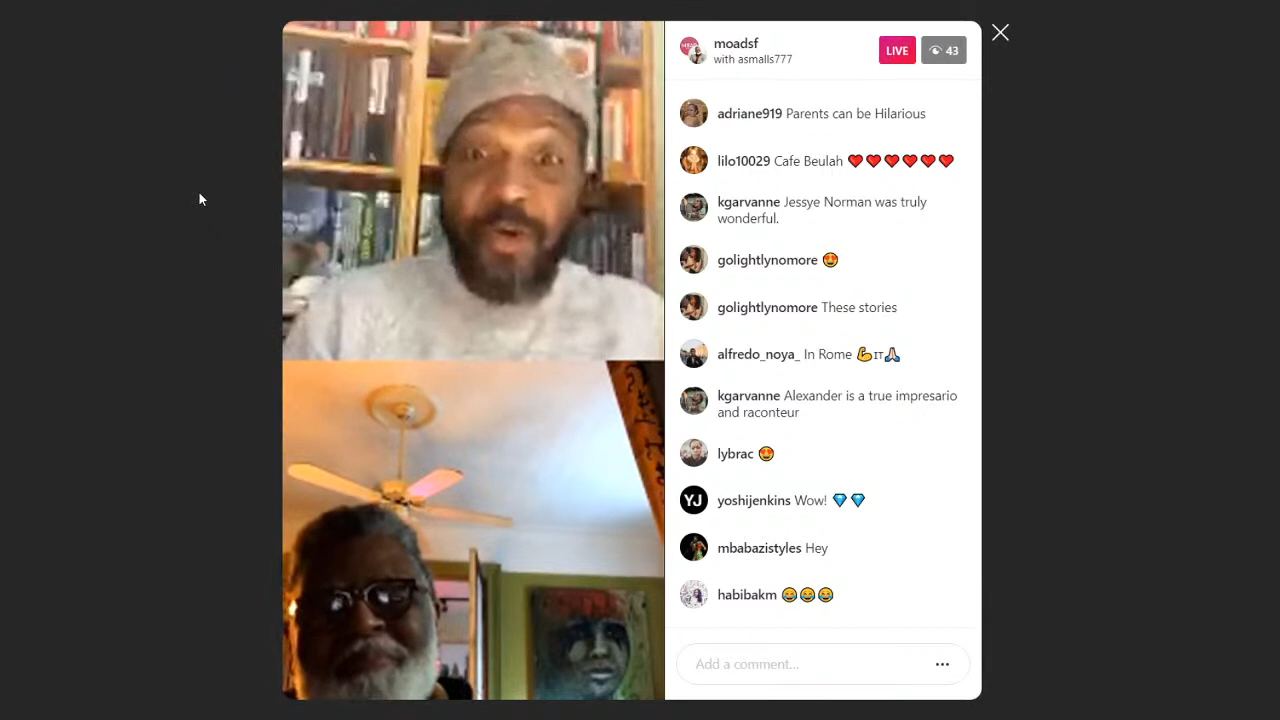 moadsf
with asmalls777
LIVE
43
adriane919 Parents can be Hilarious
lilo10029 Cafe Beulah ❤️❤️❤️❤️❤️❤️
kgarvanne Jessye Norman was truly
wonderful.
golightlynomore 😍
golightlynomore These stories
alfredo_noya_ In Rome 💪🇮🇹🙏🏻
kgarvanne Alexander is a true impresario
and raconteur
lybrac 😍
YJ
yoshijenkins Wow! 💎💎
mbabazistyles Hey
habibakm 😂😂😂
Add a comment...